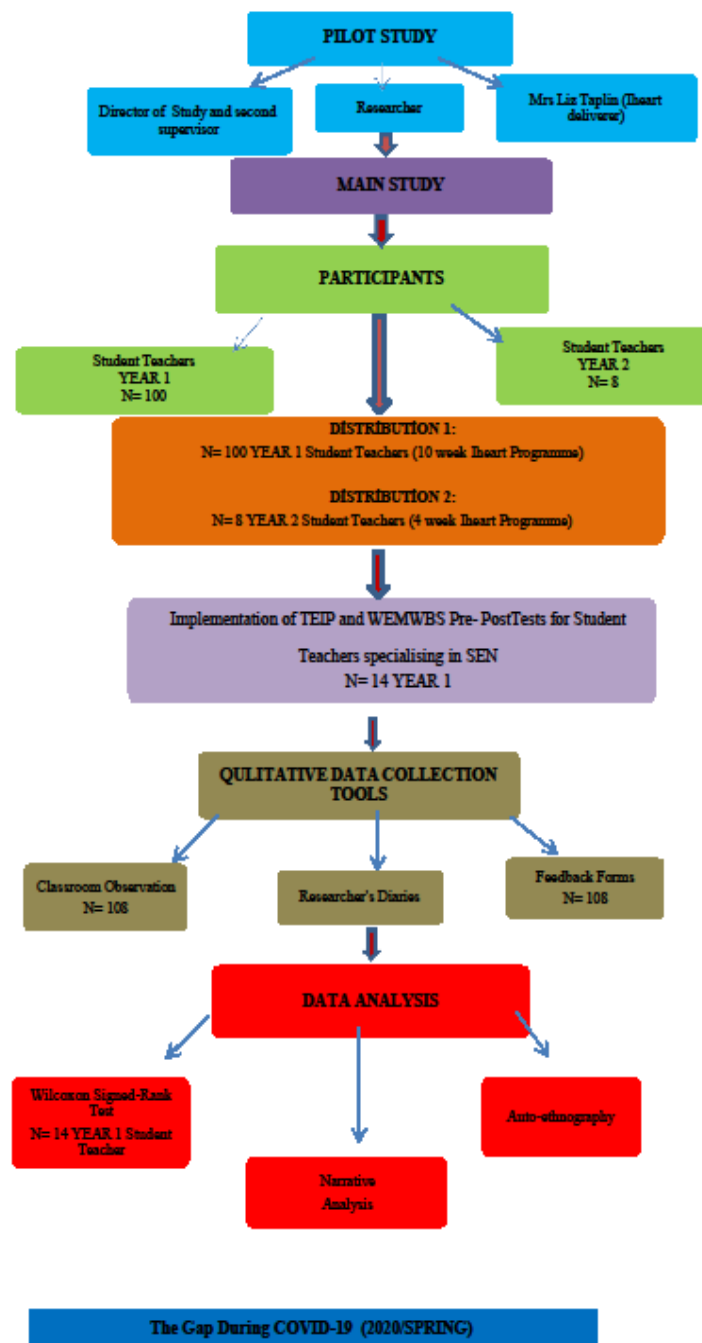 PILOT STUDY
Director of Study and second
supervisor
Researcher
Mrs Liz Taplin (Iheart
deliverer)
MAIN STUDY
PARTICIPANTS
Student Teachers
YEAR 1
N= 100
Student Teachers
YEAR 2
N= 8
DİSTRİBUTİON 1:
N= 100 YEAR 1 Student Teachers (10 week Iheart Programme)
DİSTRİBUTİON 2:
N= 8 YEAR 2 Student Teachers (4 week Iheart Programme)
Implementation of TEIP and WEMWBS Pre- PostTests for Student
Teachers specialising in SEN
N= 14 YEAR 1
QULITATIVE DATA COLLECTION
TOOLS
Classroom Observation
N= 108
Researcher's Diaries
Feedback Forms
N= 108
DATA ANALYSIS
Wilcoxon Signed-Rank
Test
N= 14 YEAR 1 Student
Teacher
Narrative
Analysis
Auto-ethnography
The Gap During COVID-19 (2020/SPRING)